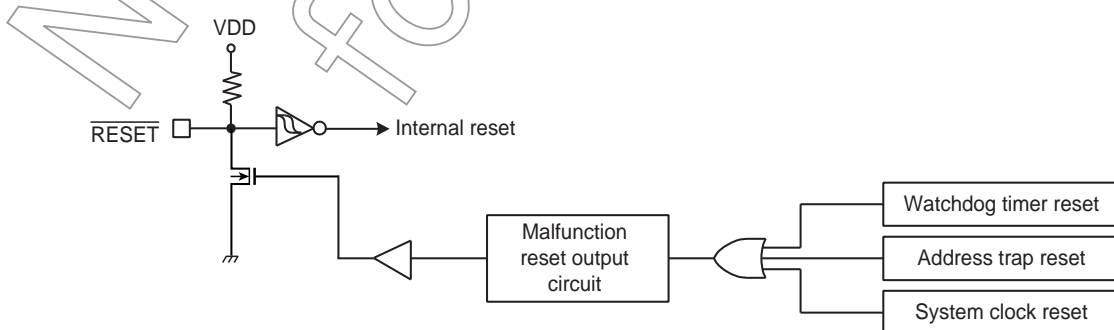 VDD
RESET
Internal reset
Malfunction
reset output
circuit
Watchdog timer reset
Address trap reset
System clock reset